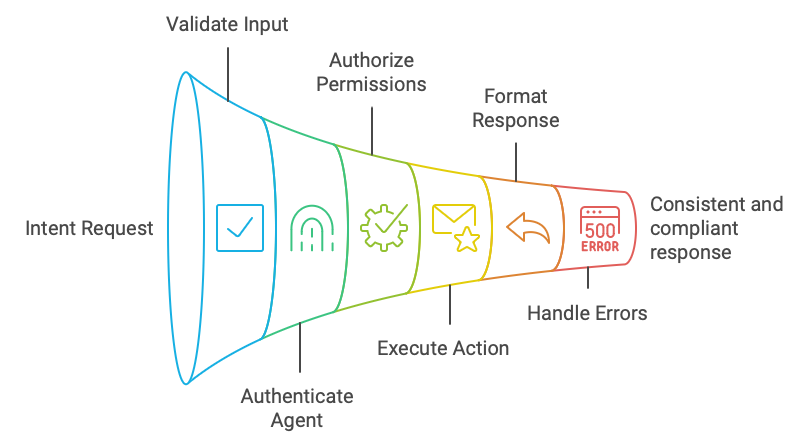 Validate Input
Authorize
Permissions
Format
Response
Intent Request
500
ERROR
Consistent and
compliant
response
Handle Errors
Execute Action
Authenticate
Agent